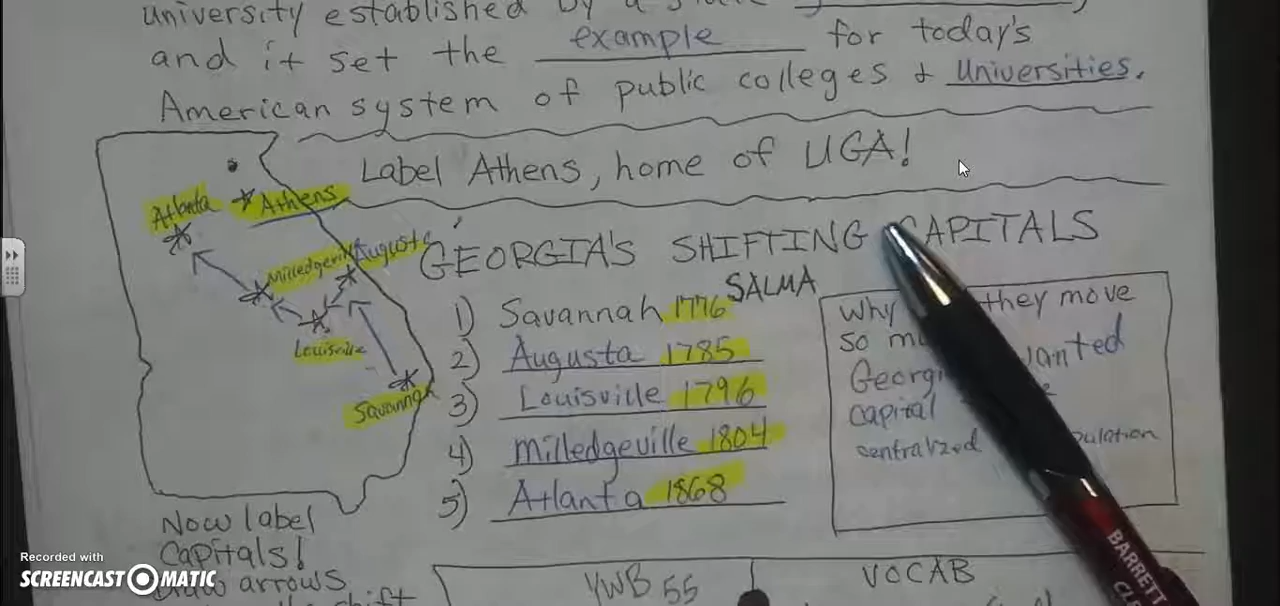 university established by a
and it set the example for today's
American system of public colleges & Universities.
Label Athens, home of UGA!
Atlanta
Athens
Milledgeville
Augusta
Louisville
Savannah
GEORGIA'S SHIFTING CAPITALS
SALMA
1) Savannah 1776
2) Augusta 1785
3) Louisville 1796
4) Milledgeville 1804
5) Atlanta 1868
Why they move
so
wanted
capital
centralized
Now label
Capitals!
Draw arrows
shift
YWB 55
VOCAB
BARRETT
Recorded with
SCREENCAST O MATIC